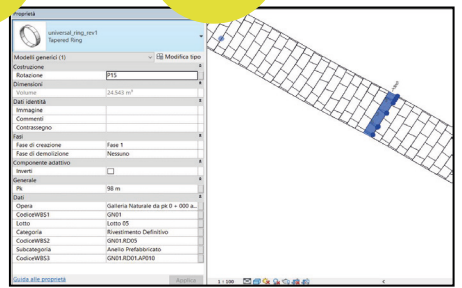 Proprietà
universal_ring_rev1
Tapered Ring
Modelli generici (1)
Modifica tipo
Costruzione
Rotazione P15
Dimensioni
Volume 24.543 m³
Dati identità
Immagine
Commenti
Contrassegno
Fasi
Fase di creazione Fase 1
Fase di demolizione Nessuno
Componente adattivo
Inverti
Generale
Pk 98 m
Dati
Opera Galleria Naturale da pk 0 + 000 a...
CodiceWBS1 GN01
Lotto Lotto 05
Categoria Rivestimento Definitivo
CodiceWBS2 GN01.RD05
Subcategoria Anello Prefabbricato
CodiceWBS3 GN01.RD01.AP010
Guida alle proprietà
Applica
1 : 100